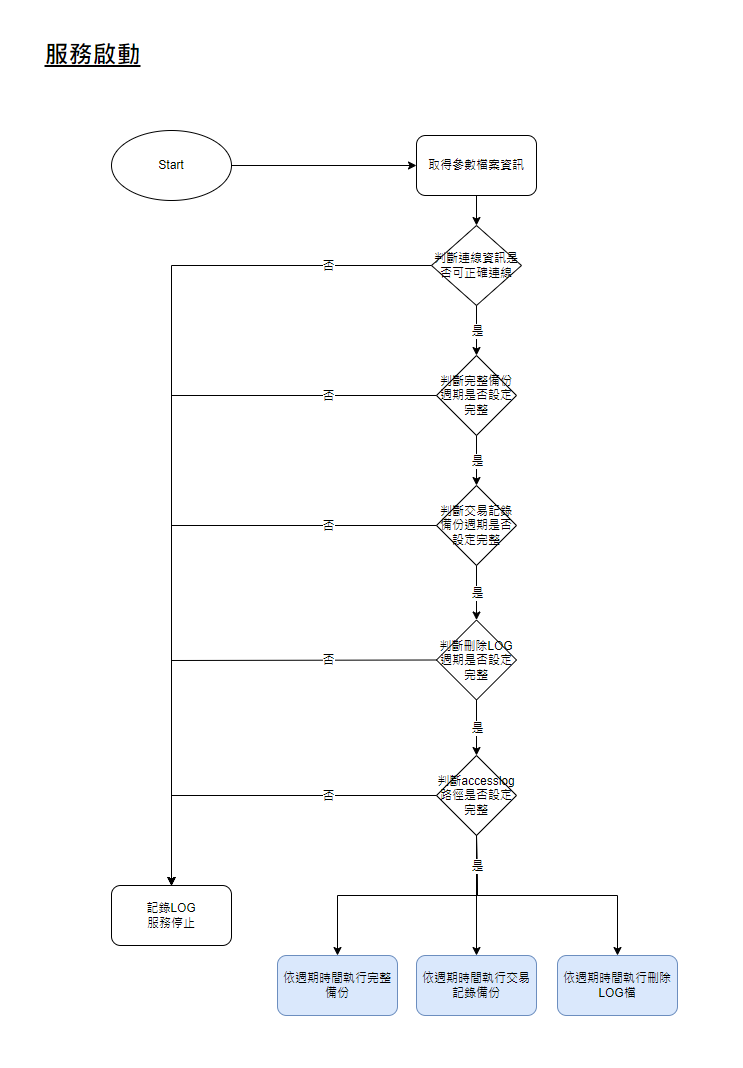 服務啟動
Start
取得參數檔案資訊
判斷連線資訊是
否可正確連線
否
是
判斷完整備份
週期是否設定
完整
否
是
判斷交易記錄
備份週期是否
設定完整
否
是
判斷刪除LOG
週期是否設定
完整
否
是
判斷accesslog
路徑是否設定
完整
否
是
記錄LOG
服務停止
依週期時間執行完整
備份
依週期時間執行交易
記錄備份
依週期時間執行刪除
LOG檔